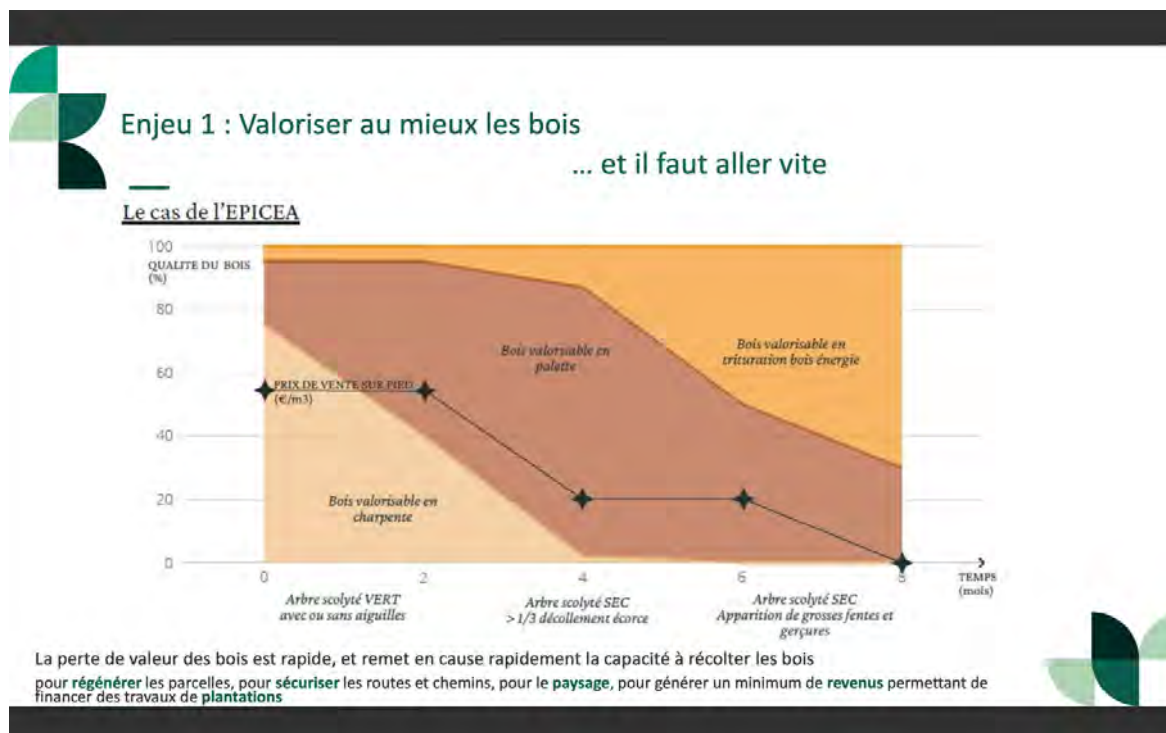 Enjeu 1 : Valoriser au mieux les bois
... et il faut aller vite
Le cas de l'EPICEA
100
QUALITE DU BOIS
(%)
80
60
40
20
0
Bois valorisable en
palette
Bois valorisable en
trituration bois énergie
PRIX DE VENTE SUR PIED
(€/m3)
Bois valorisable en
charpente
0
2
4
6
8
TEMPS
(mois)
Arbre scolyté VERT
avec ou sans aiguilles
Arbre scolyté SEC
> 1/3 décollement écorce
Arbre scolyté SEC
Apparition de grosses fentes et
gerçures
La perte de valeur des bois est rapide, et remet en cause rapidement la capacité à récolter les bois
pour régénérer les parcelles, pour sécuriser les routes et chemins, pour le paysage, pour générer un minimum de revenus permettant de
financer des travaux de plantations